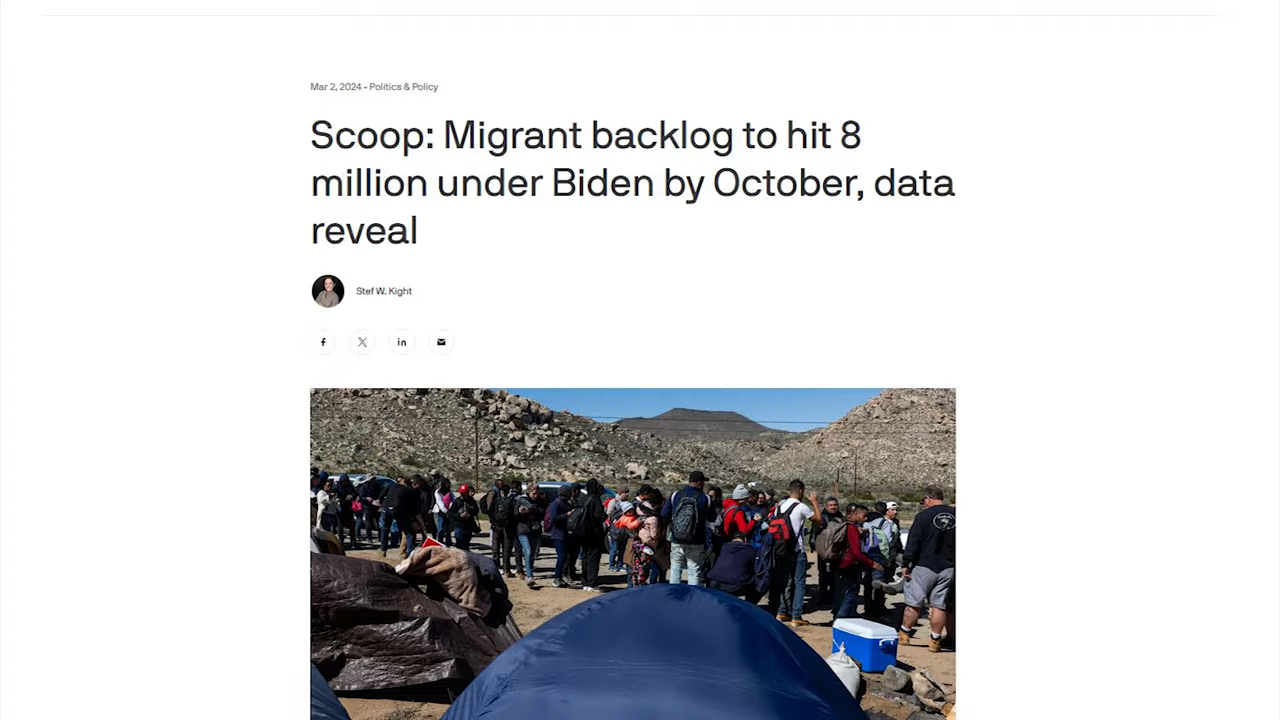 Mar 2, 2024 - Politics & Policy
Scoop: Migrant backlog to hit 8
million under Biden by October, data
reveal
Stef W. Kight